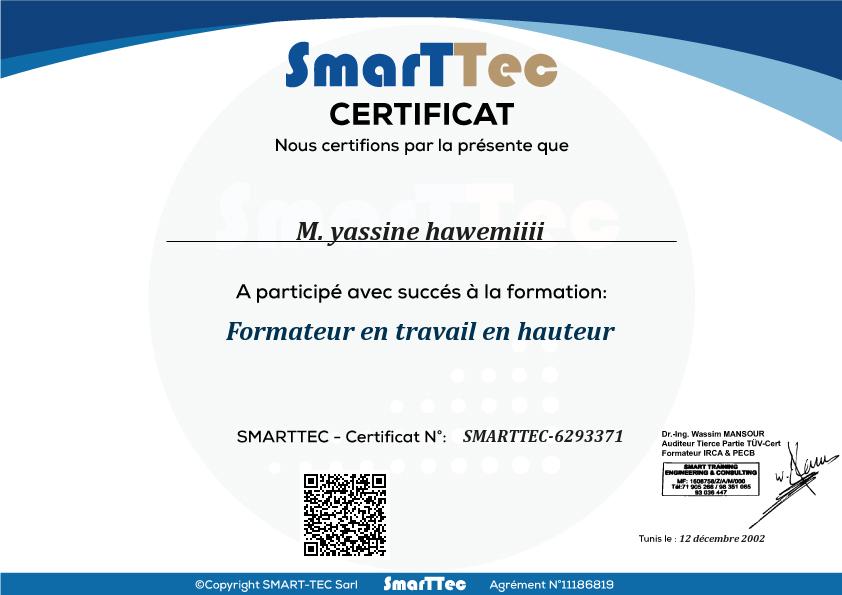 SmarTTec
CERTIFICAT
Nous certifions par la présente que
SmarTTec
M. yassine hawemiiii
A participé avec succés à la formation:
Formateur en travail en hauteur
SMARTTEC - Certificat N°: SMARTTEC-6293371
Dr.-Ing. Wassim MANSOUR
Auditeur Tierce Partie TÜV-Cert
Formateur IRCA & PECB
SMART TRAINING
ENGINEERING & CONSULTING
MF: 1606758/Z/A/M/000
Tél:71 905 266 / 98 351 065
93 036 447
Tunis le : 12 décembre 2002
©Copyright SMART-TEC Sarl SmarTTec Agrément N°11186819